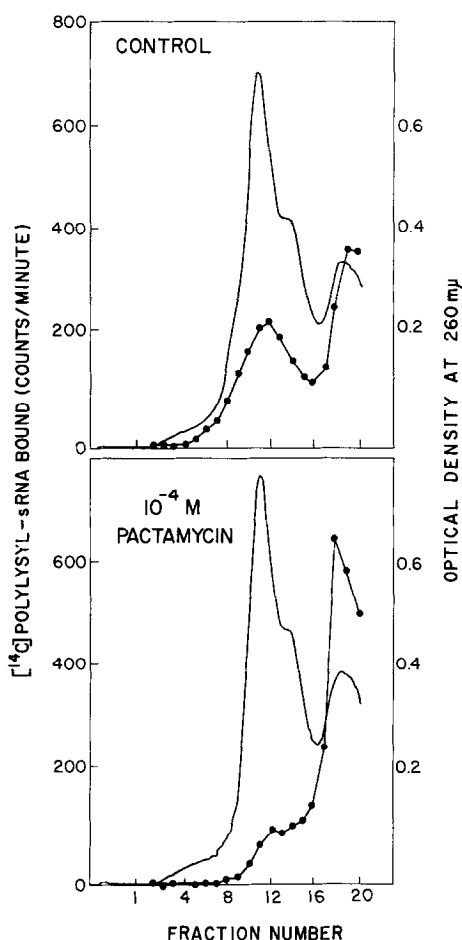 800
CONTROL
600
400
200
0
0.6
0.4
0.2
[¹⁴C]POLYLYSYL-sRNA BOUND (COUNTS/MINUTE)
OPTICAL DENSITY AT 260 mμ
10⁻⁴ M
PACTAMYCIN
600
400
200
0
0.6
0.4
0.2
1 4 8 12 16 20
FRACTION NUMBER